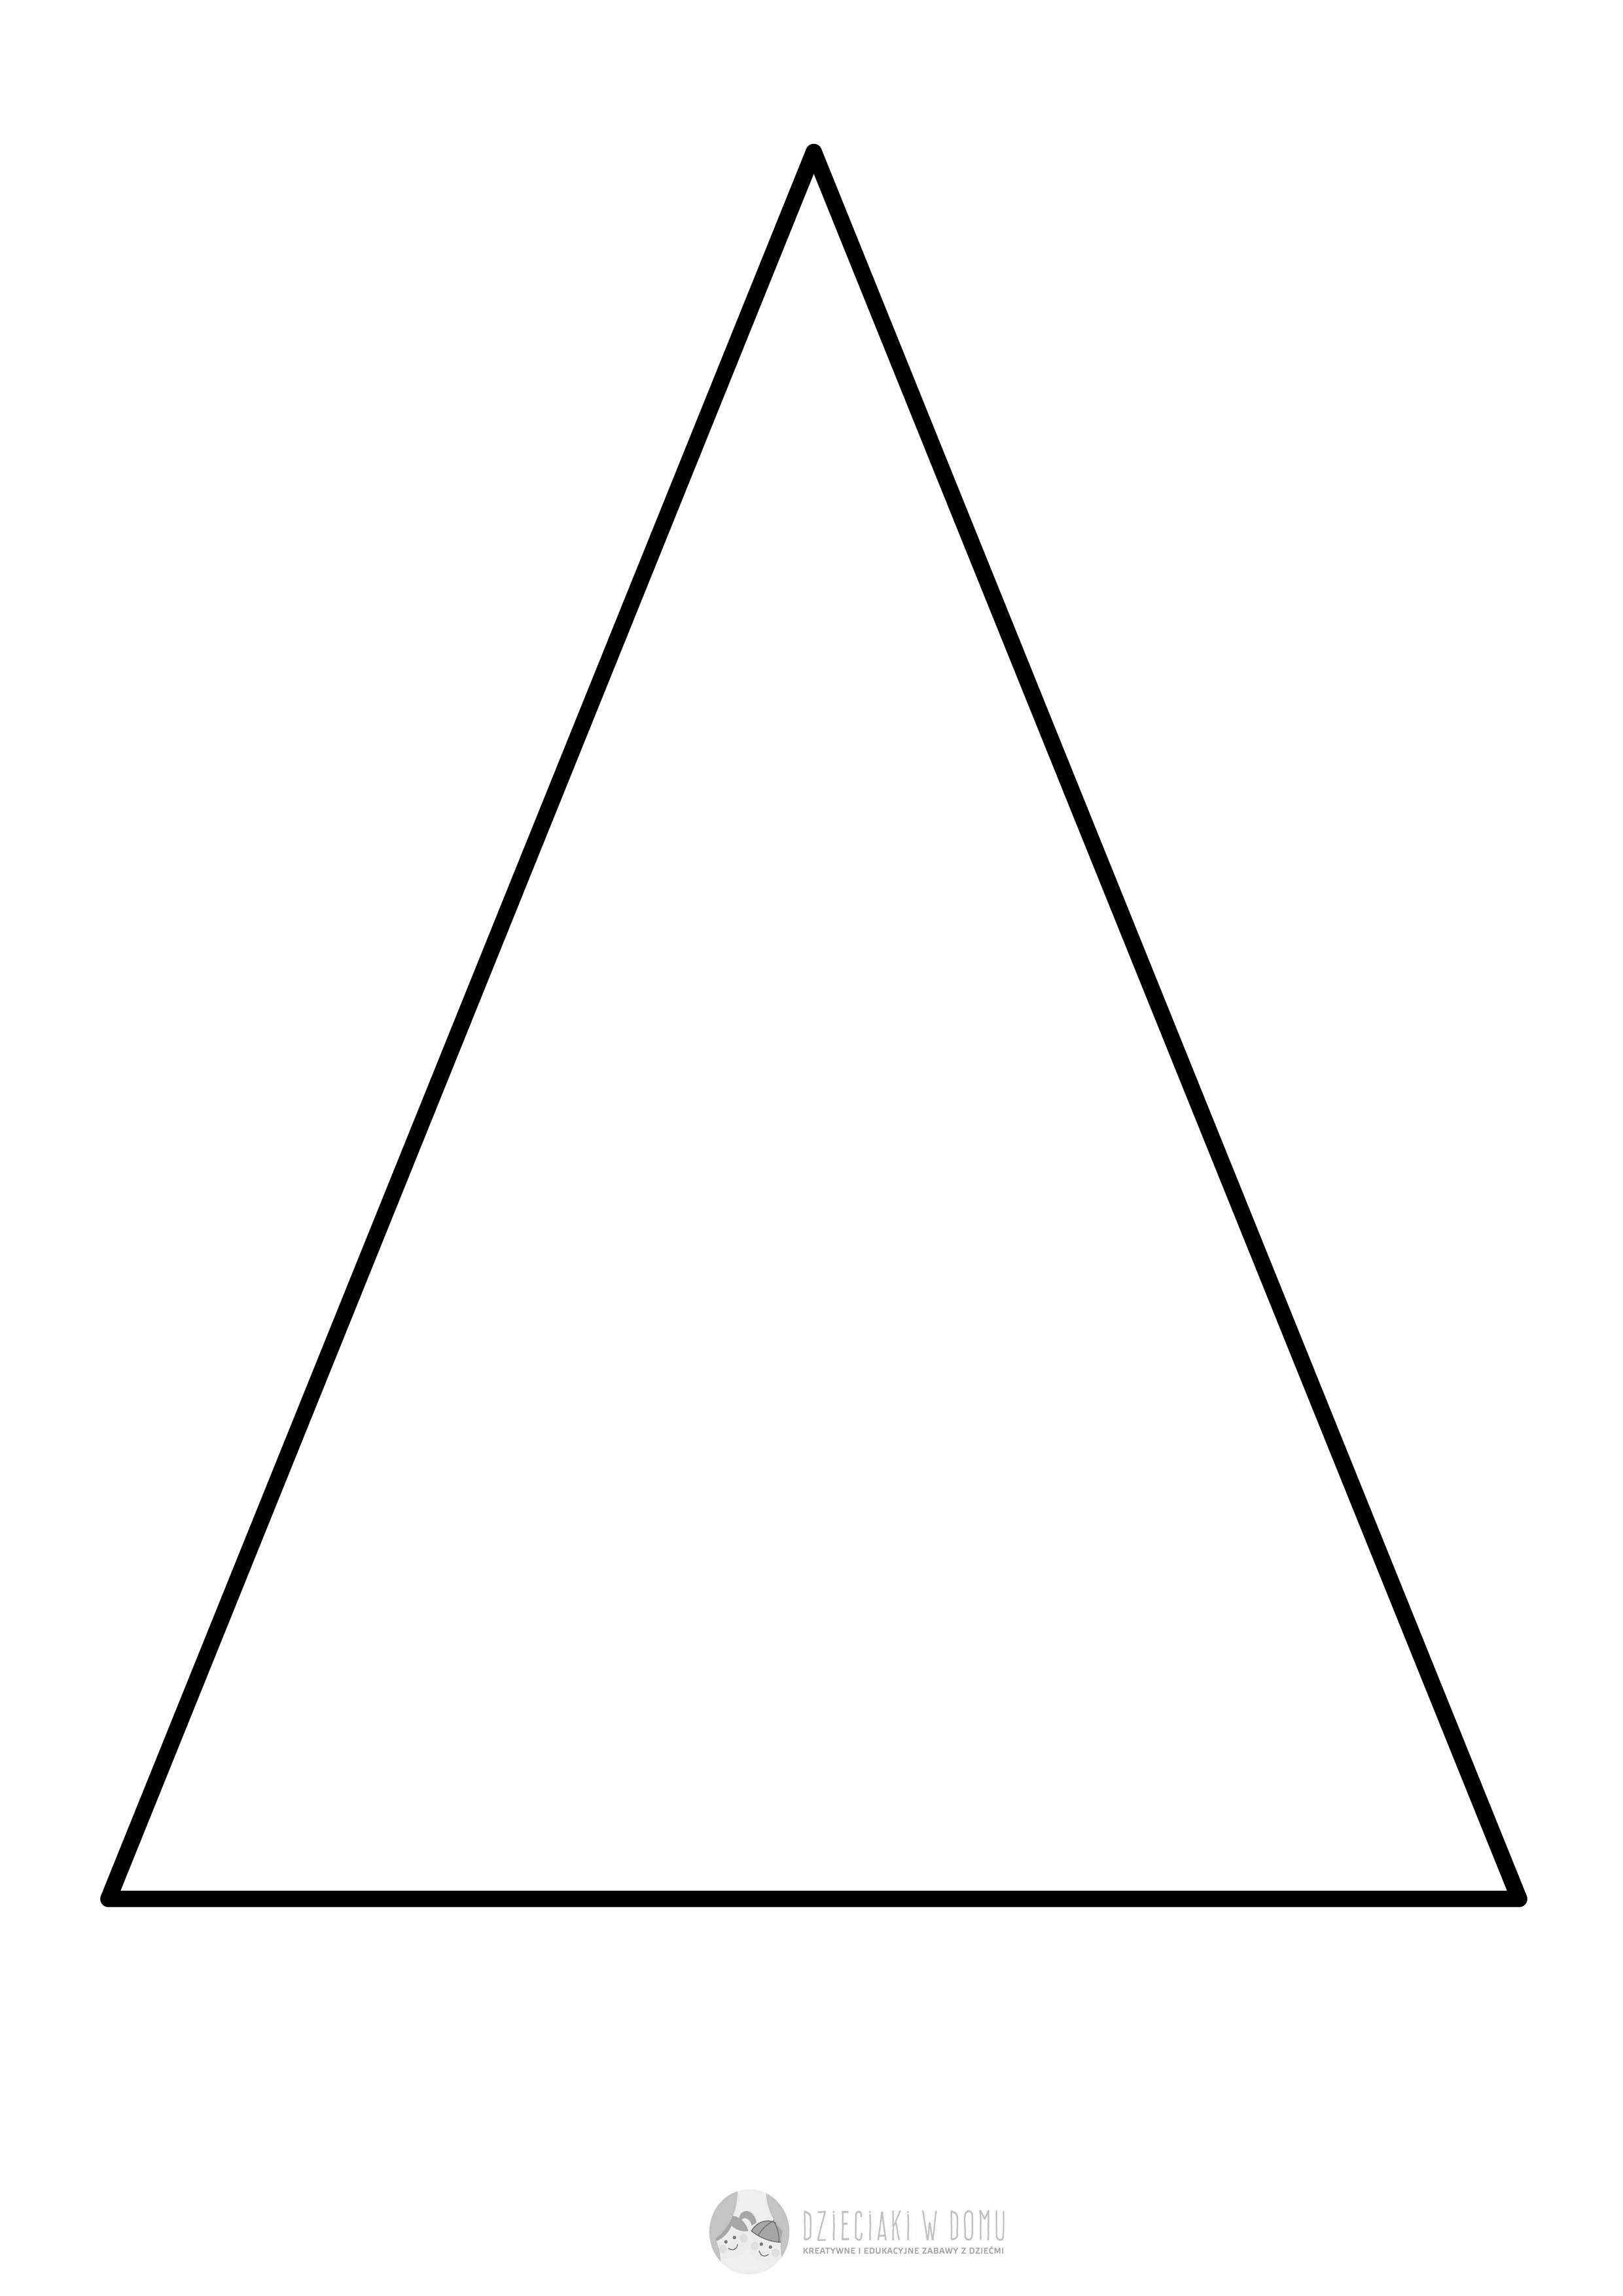 DZiECiAKi W DOMU
KREATYWNE I EDUKACYJNE ZABAWY Z DZIEĆMI